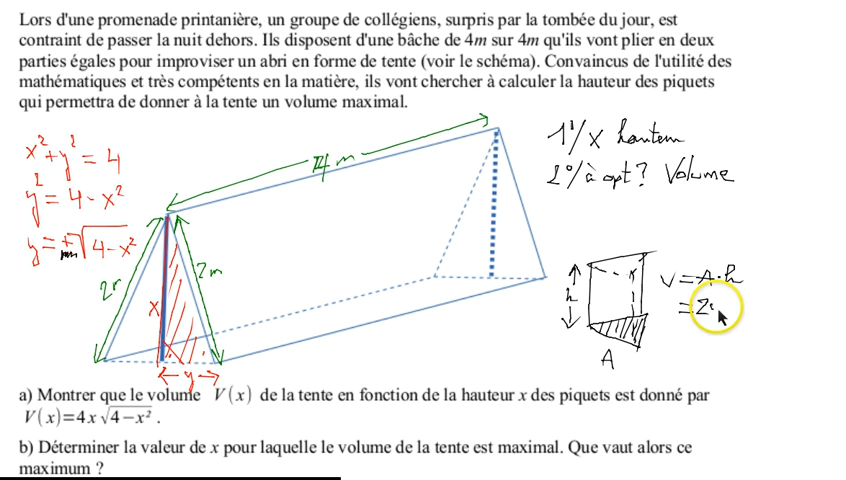 Lors d'une promenade printanière, un groupe de collégiens, surpris par la tombée du jour, est
contraint de passer la nuit dehors. Ils disposent d'une bâche de 4m sur 4m qu'ils vont plier en deux
parties égales pour improviser un abri en forme de tente (voir le schéma). Convaincus de l'utilité des
mathématiques et très compétents en la matière, ils vont chercher à calculer la hauteur des piquets
qui permettra de donner à la tente un volume maximal.
x² + y² = 4
y² = 4 - x²
y = ± √4-x²
4 m
1°/ x hauteur
2°/ à opt? Volume
2m
2m
x
y
h
A
V = A · h
= 2
a) Montrer que le volume V(x) de la tente en fonction de la hauteur x des piquets est donné par
V(x)=4x√4−x² .
b) Déterminer la valeur de x pour laquelle le volume de la tente est maximal. Que vaut alors ce
maximum ?